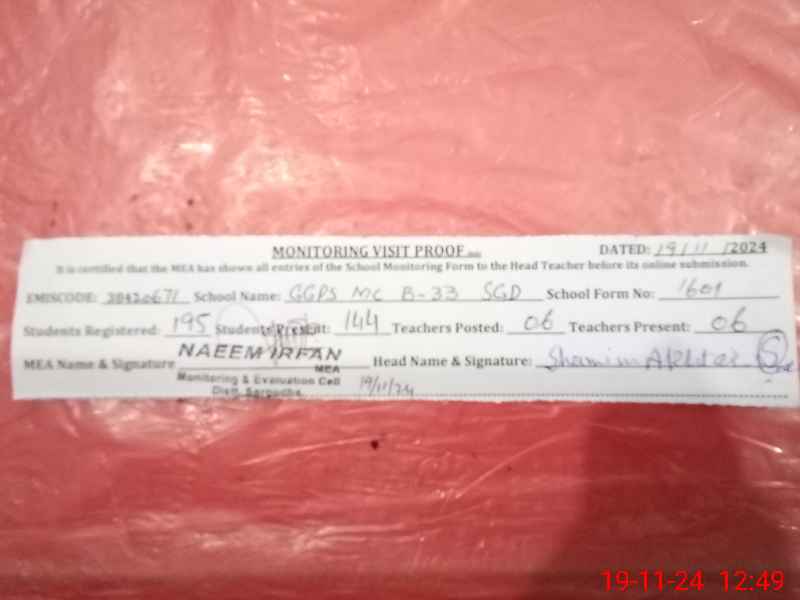 MONITORING VISIT PROOF
DATED: 19/11/2024
It is certified that the MEA has shown all entries of the School Monitoring Form to the Head Teacher before its online submission.
EMISCODE: 38420671 School Name: GGPS MC B-33 SGD School Form No: 1601
Students Registered: 195 Students Present: 144 Teachers Posted: 06 Teachers Present: 06
MEA Name & Signature NAEEM IRFAN Head Name & Signature: Shamim Akhtar
MEA
Monitoring & Evaluation Cell 19/11/24
Distt. Sargodha.
19-11-24 12:49